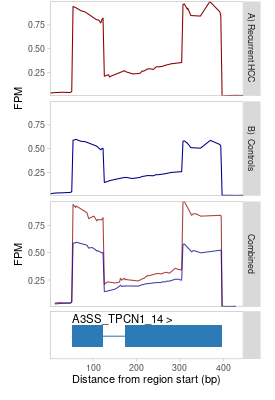 0.75
0.50
0.25
FPM
A) Recurrent HCC
0.75
0.50
0.25
B): Controls
0.75
0.50
0.25
FPM
Combined
A3SS_TPCN1_14 >
0 100 200 300 400
Distance from region start (bp)